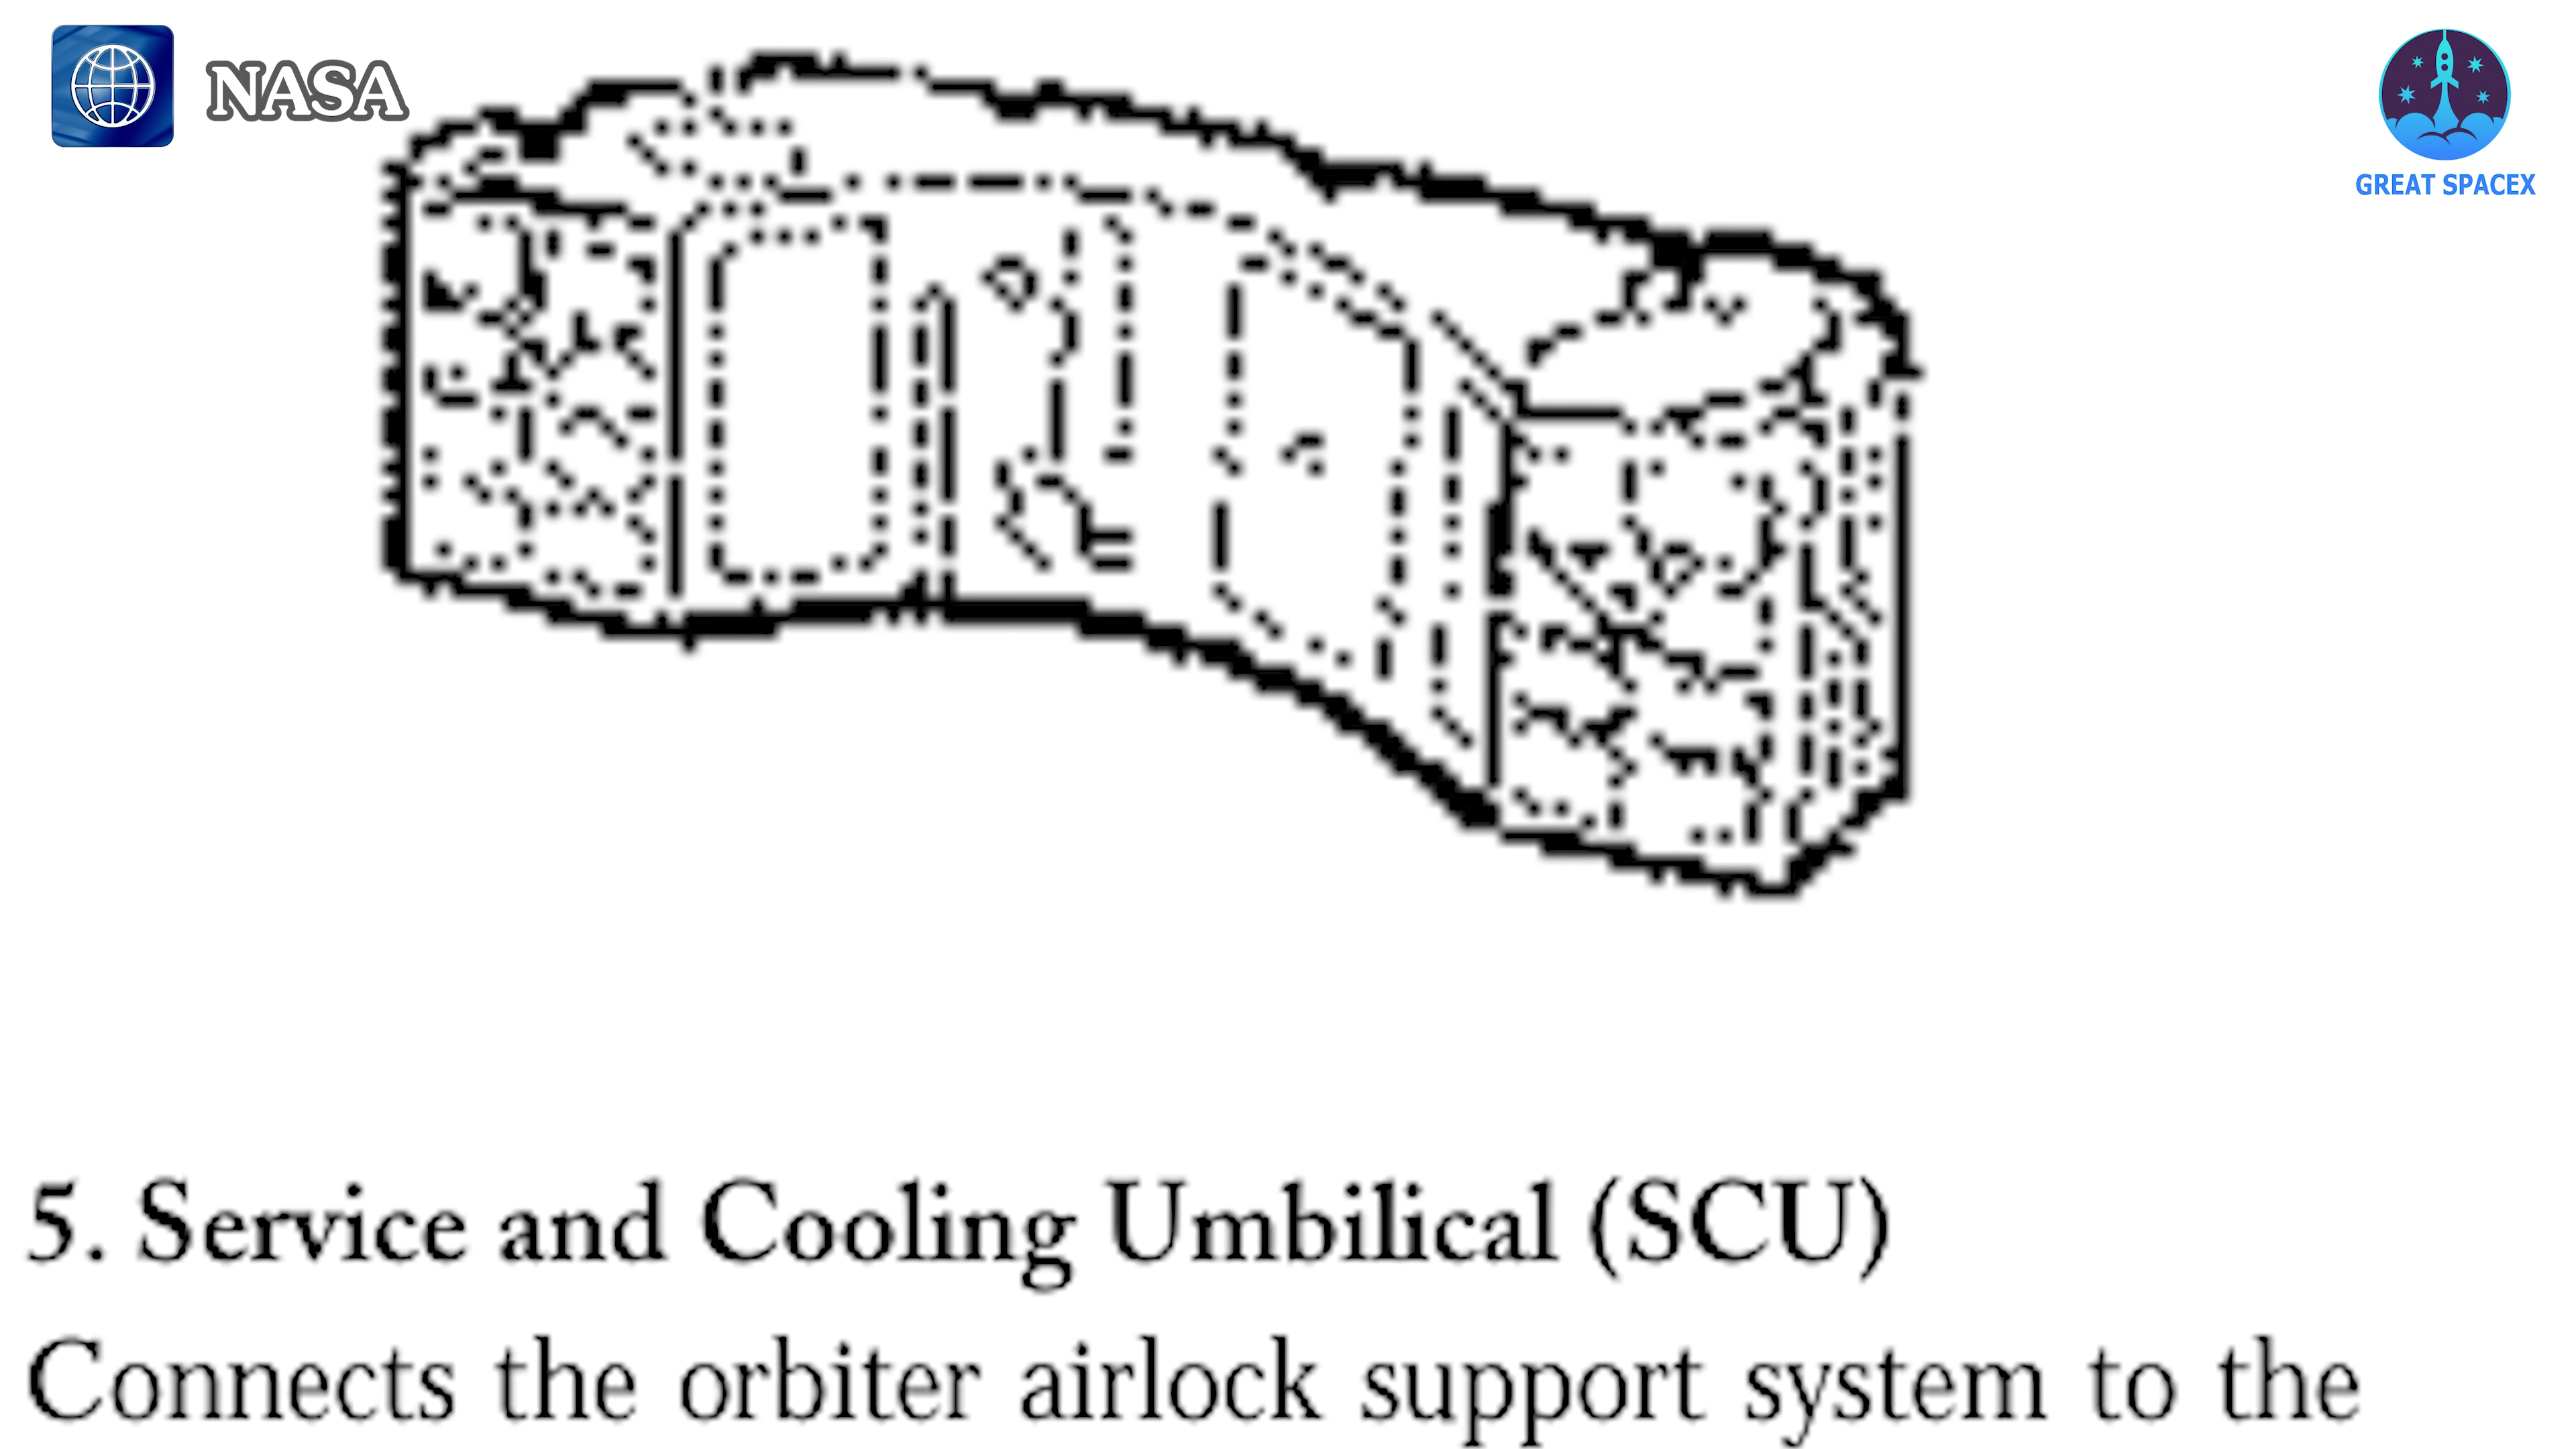 NASA
GREAT SPACEX
5. Service and Cooling Umbilical (SCU)
Connects the orbiter airlock support system to the